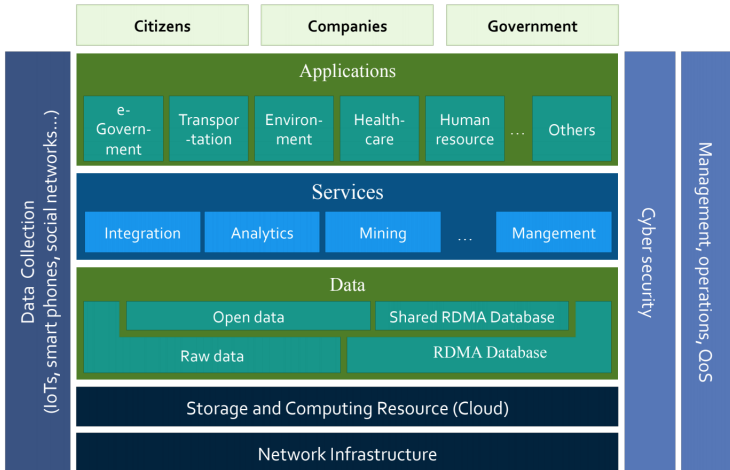 Citizens
Companies
Government
Data Collection
(IoTs, smart phones, social networks...)
Applications
e-
Govern-
ment
Transpor
-tation
Environ-
ment
Health-
care
Human
resource
...
Others
Services
Integration
Analytics
Mining
...
Mangement
Data
Open data
Shared RDMA Database
Raw data
RDMA Database
Storage and Computing Resource (Cloud)
Network Infrastructure
Cyber security
Management, operations, QoS